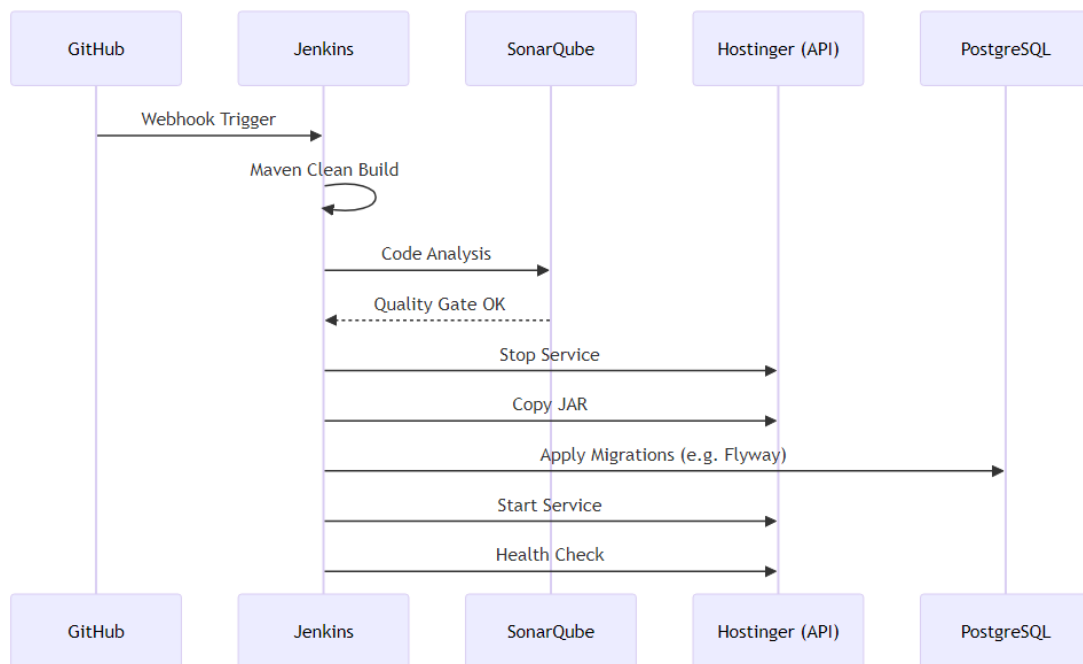 GitHub
Jenkins
SonarQube
Hostinger (API)
PostgreSQL
Webhook Trigger
Maven Clean Build
Code Analysis
Quality Gate OK
Stop Service
Copy JAR
Apply Migrations (e.g. Flyway)
Start Service
Health Check
GitHub
Jenkins
SonarQube
Hostinger (API)
PostgreSQL